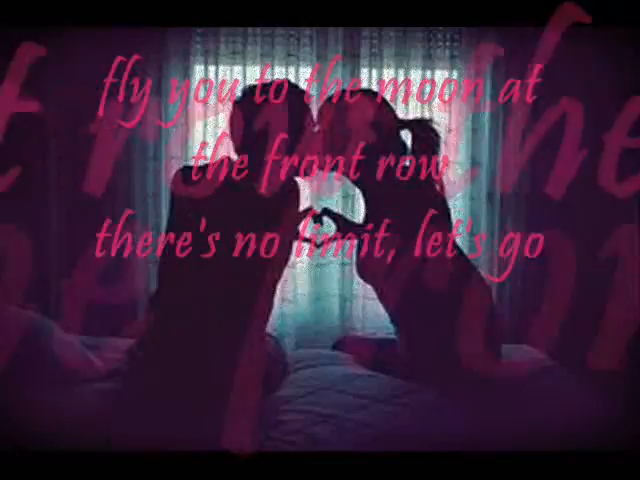 fly you to the moon at
the front row
there's no limit, let's go